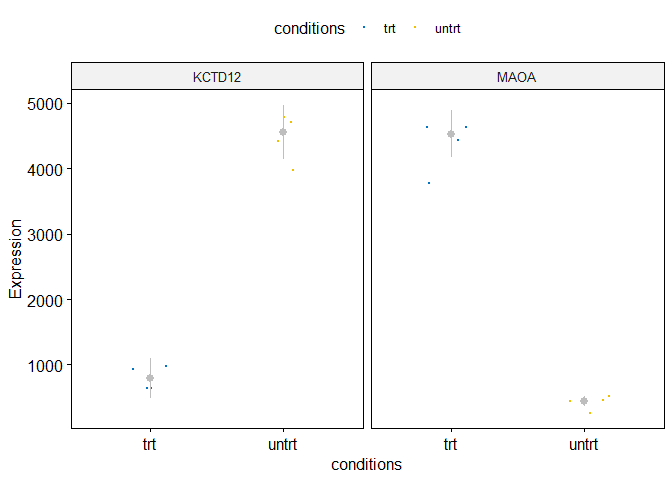 conditions trt untrt
KCTD12 MAOA
5000
4000
3000
2000
1000
Expression
trt untrt trt untrt
conditions